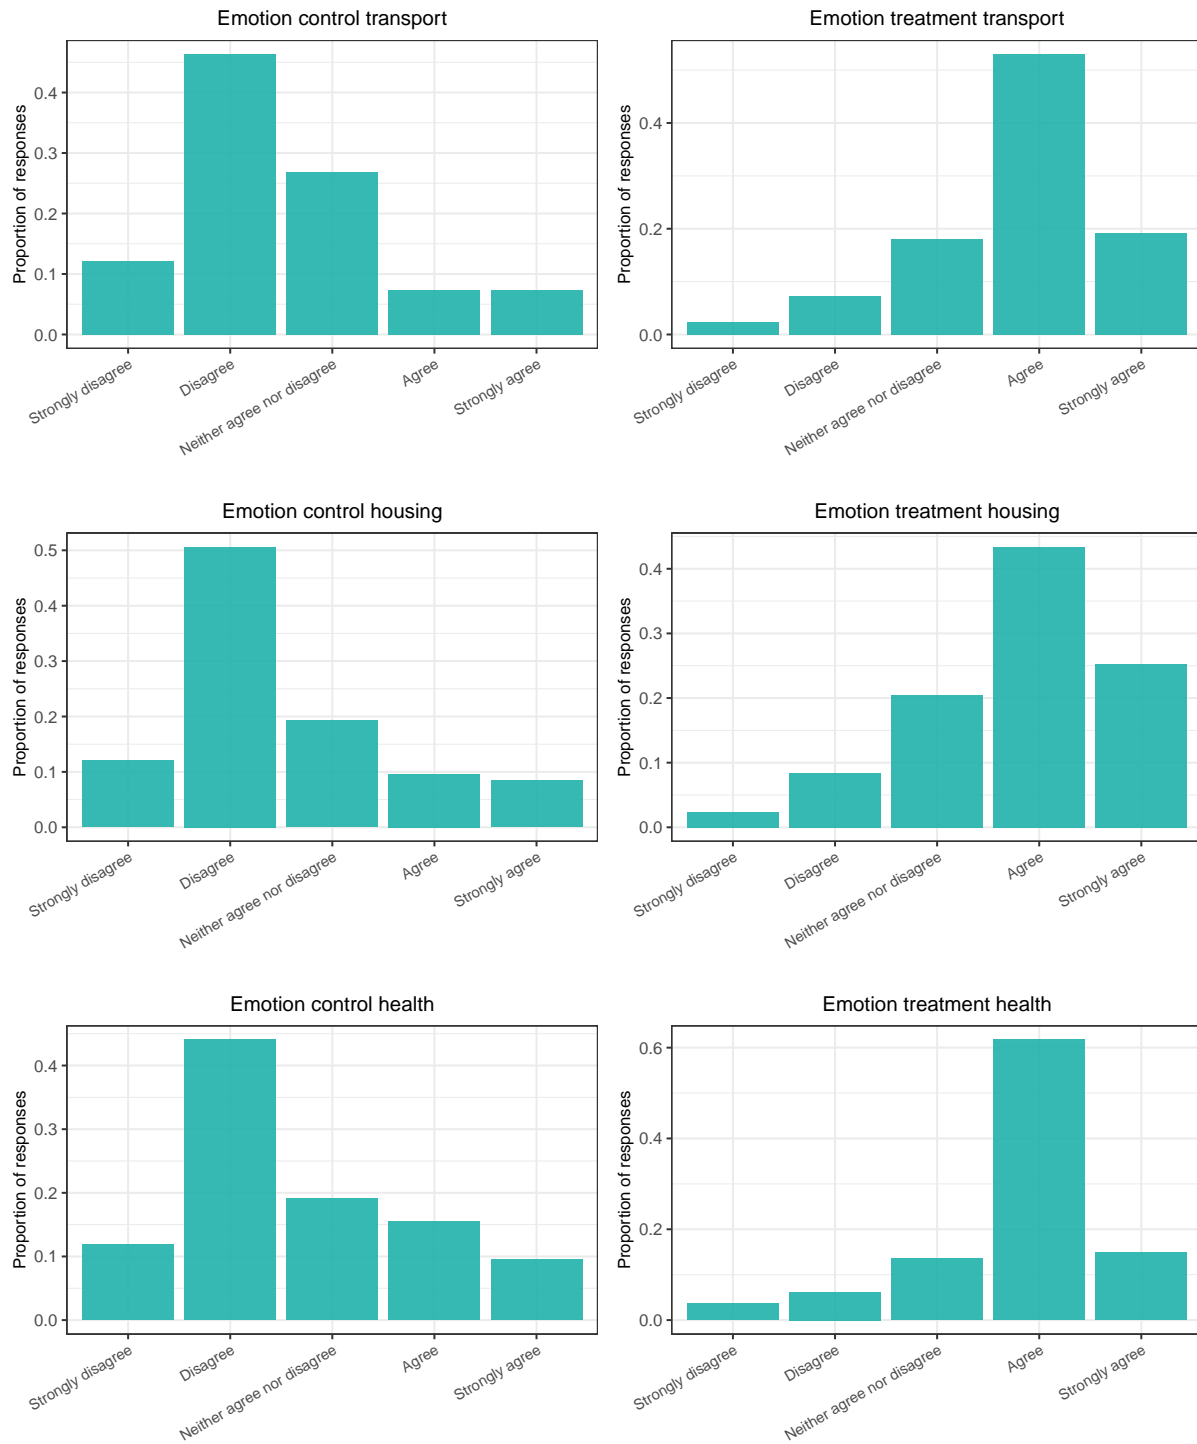 Emotion control transport
Proportion of responses
0.4
0.3
0.2
0.1
0.0
Strongly disagree
Disagree
Neither agree nor disagree
Agree
Strongly agree
Emotion treatment transport
Proportion of responses
0.4
0.2
0.0
Strongly disagree
Disagree
Neither agree nor disagree
Agree
Strongly agree
Emotion control housing
Proportion of responses
0.5
0.4
0.3
0.2
0.1
0.0
Strongly disagree
Disagree
Neither agree nor disagree
Agree
Strongly agree
Emotion treatment housing
Proportion of responses
0.4
0.3
0.2
0.1
0.0
Strongly disagree
Disagree
Neither agree nor disagree
Agree
Strongly agree
Emotion control health
Proportion of responses
0.4
0.3
0.2
0.1
0.0
Strongly disagree
Disagree
Neither agree nor disagree
Agree
Strongly agree
Emotion treatment health
Proportion of responses
0.6
0.4
0.2
0.0
Strongly disagree
Disagree
Neither agree nor disagree
Agree
Strongly agree